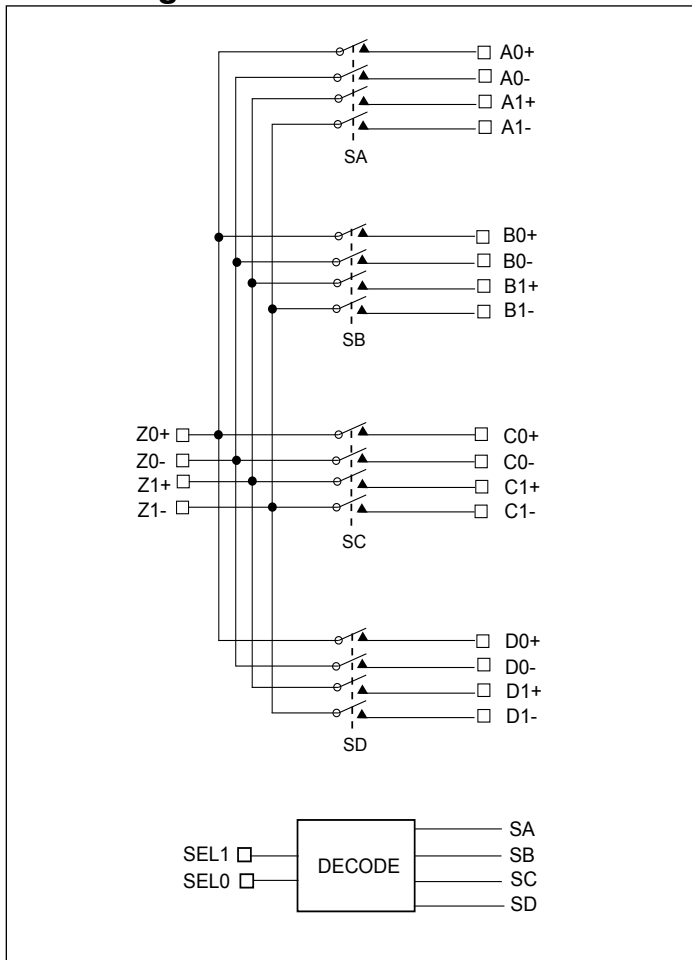 A0+
A0-
A1+
A1-
SA
B0+
B0-
B1+
B1-
SB
Z0+
Z0-
Z1+
Z1-
C0+
C0-
C1+
C1-
SC
D0+
D0-
D1+
D1-
SD
SEL1
SEL0
DECODE
SA
SB
SC
SD